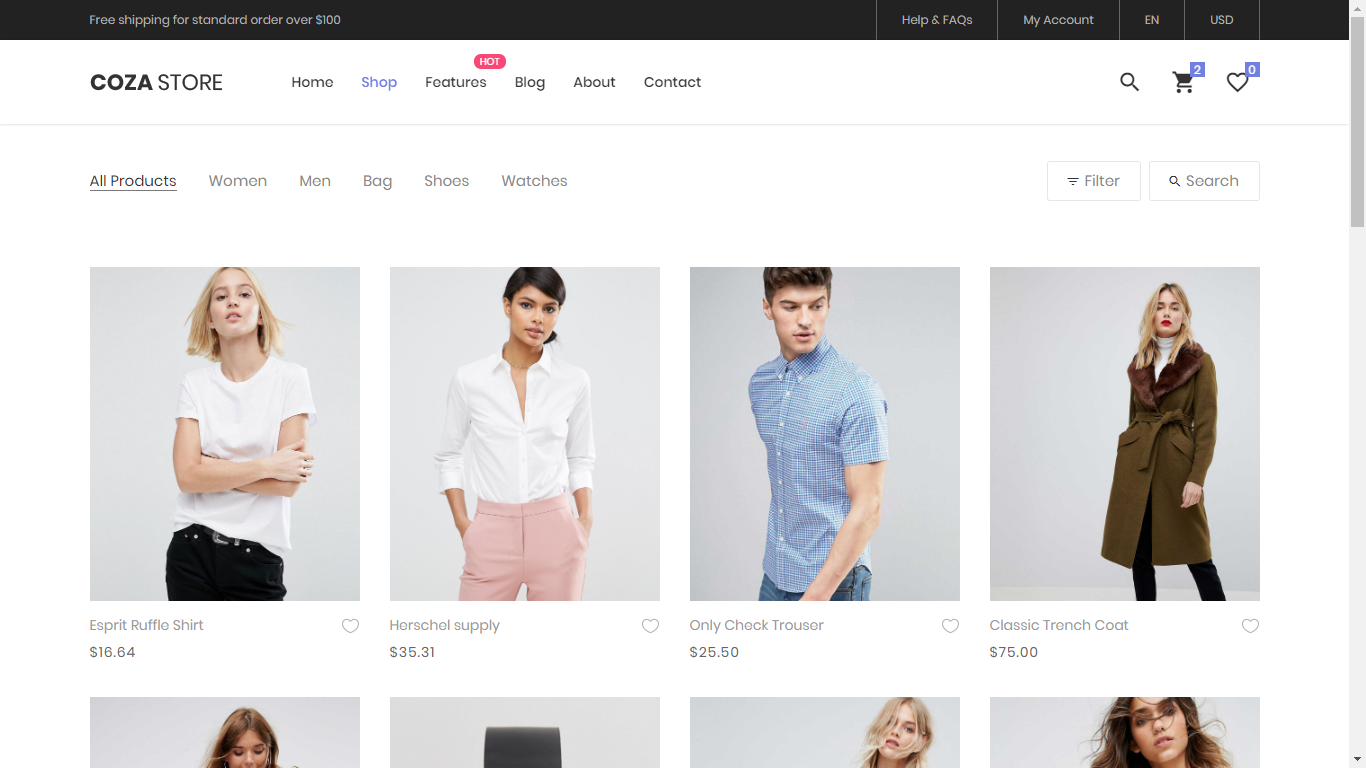 Free shipping for standard order over $100
Help & FAQs
My Account
EN
USD
COZA STORE
Home
Shop
Features
HOT
Blog
About
Contact
2
0
All Products
Women
Men
Bag
Shoes
Watches
Filter
Search
Esprit Ruffle Shirt
$16.64
Herschel supply
$35.31
Only Check Trouser
$25.50
Classic Trench Coat
$75.00